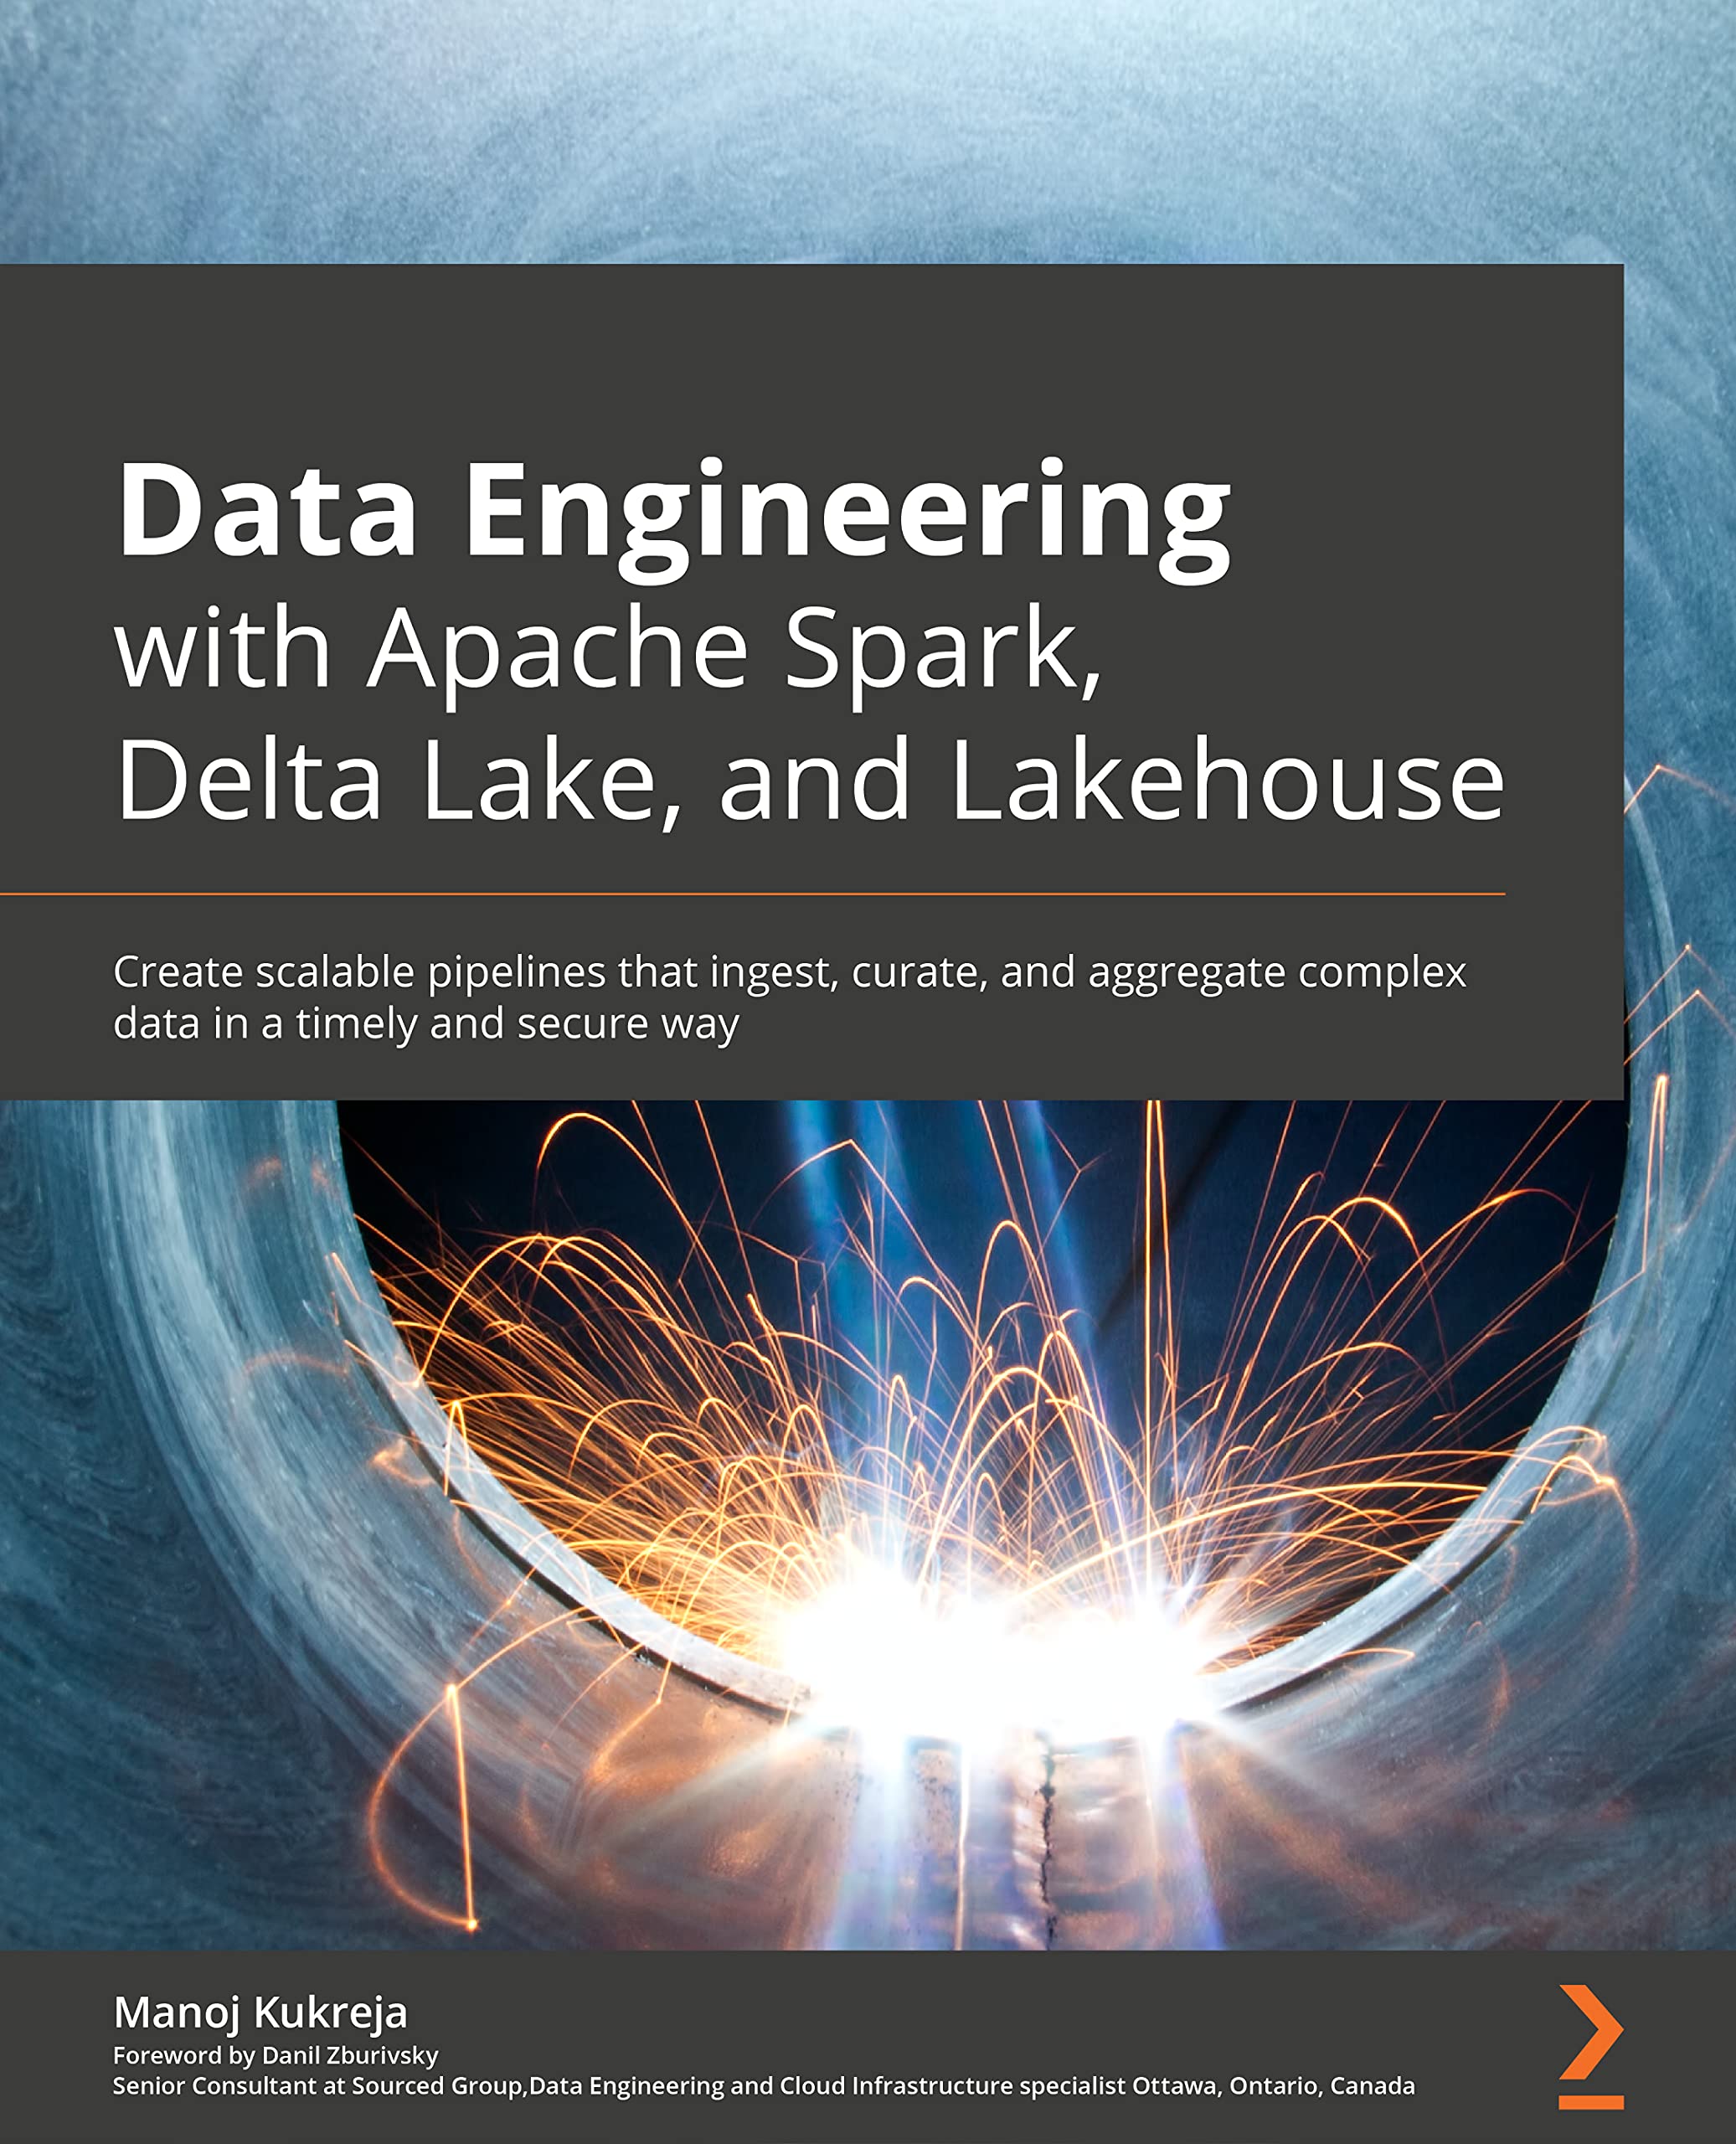 Data Engineering
with Apache Spark,
Delta Lake, and Lakehouse
Create scalable pipelines that ingest, curate, and aggregate complex
data in a timely and secure way
Manoj Kukreja
Foreword by Danil Zburivsky
Senior Consultant at Sourced Group,Data Engineering and Cloud Infrastructure specialist Ottawa, Ontario, Canada